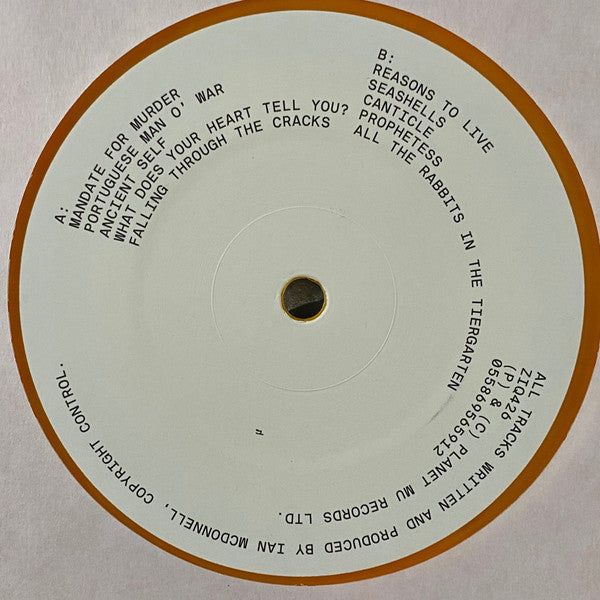 A:
MANDATE FOR MURDER
PORTUGUESE MAN O' WAR
ANCIENT SELF
WHAT DOES YOUR HEART TELL YOU?
FALLING THROUGH THE CRACKS
B:
REASONS TO LIVE
SEASHELLS
CANTICLE
PROPHETESS
ALL THE RABBITS IN THE TIERGARTEN
ALL TRACKS WRITTEN AND PRODUCED BY IAN MCDONNELL, COPYRIGHT CONTROL.
ZIQ426
(P) & (C) PLANET MU RECORDS LTD.
055869565912